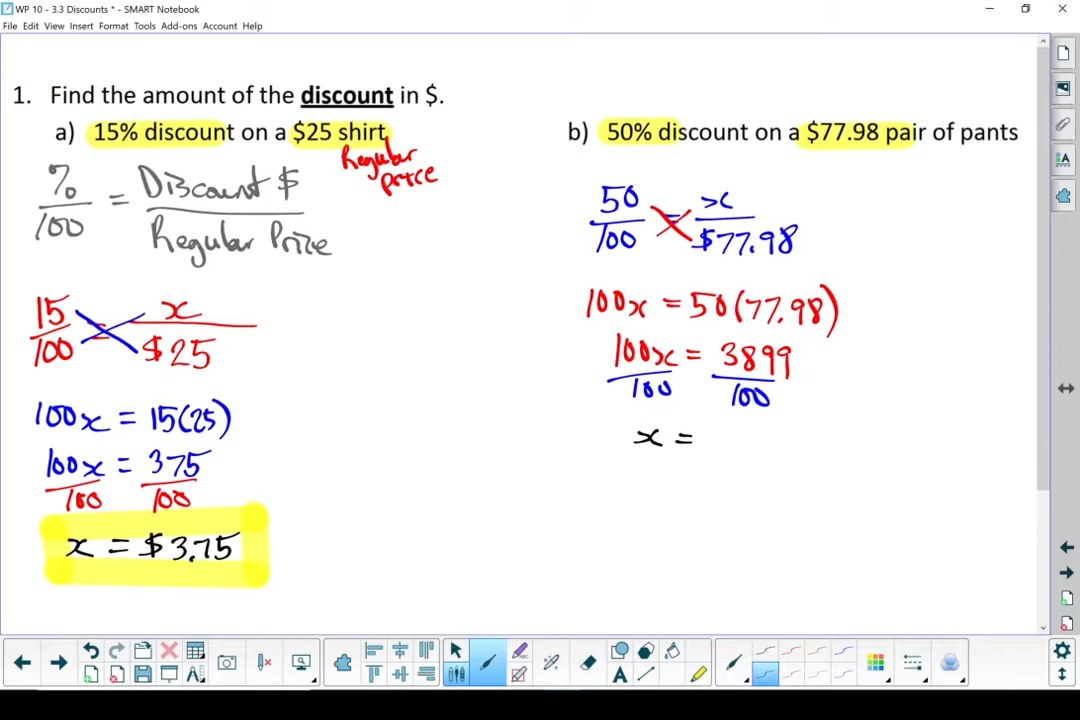 WP 10 - 3.3 Discounts * - SMART Notebook
File Edit View Insert Format Tools Add-ons Account Help
1. Find the amount of the discount in $.
a) 15% discount on a $25 shirt.
Regular price
% / 100 = Discount $ / Regular Price
15 / 100 = x / $25
100x = 15(25)
100x = 375
100 100
x = $3.75
b) 50% discount on a $77.98 pair of pants
50 / 100 = x / $77.98
100x = 50(77.98)
100x = 3899
100 100
x =